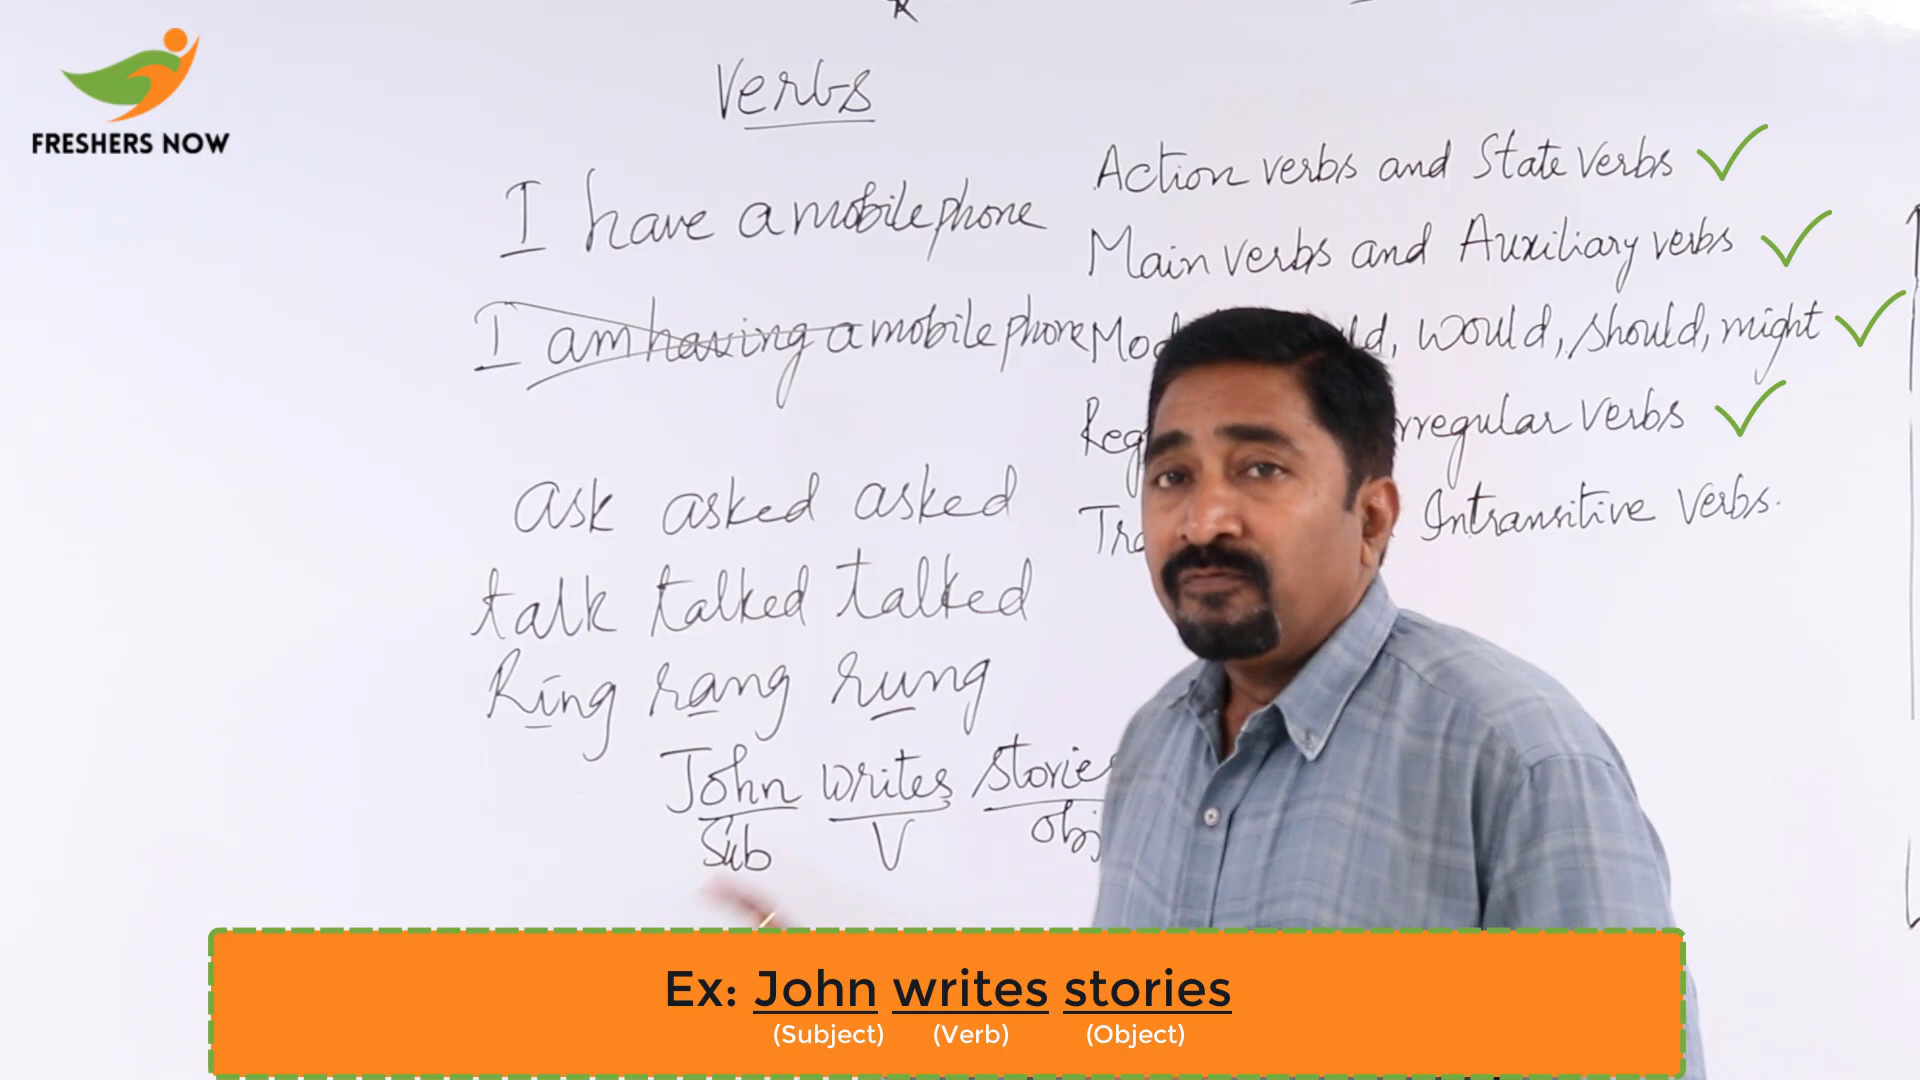 FRESHERS NOW
Verbs
I have a mobile phone
I am having a mobile phone
ask asked asked
talk talked talked
Ring rang rung
John writes stories
Sub V Obj
Action verbs and State Verbs
Main verbs and Auxiliary verbs
would, should, might
Verbs
Intransitive Verbs.
Ex: John writes stories
(Subject) (Verb) (Object)